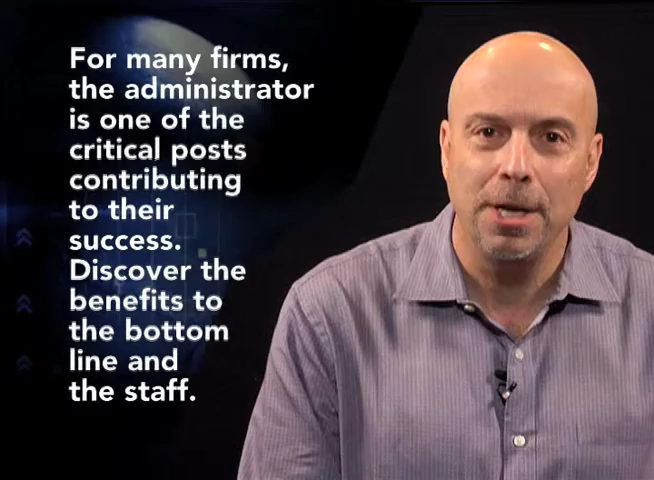 For many firms,
the administrator
is one of the
critical posts
contributing
to their
success.
Discover the
benefits to
the bottom
line and
the staff.